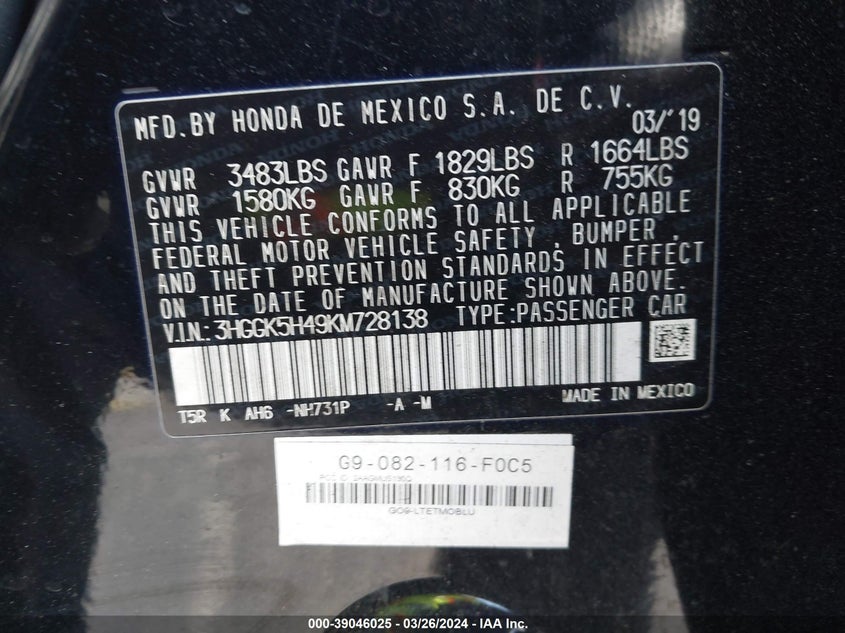 MFD.BY HONDA DE MEXICO S.A. DE C.V.
03/'19
GVWR 3483LBS GAWR F 1829LBS R 1664LBS
GVWR 1580KG GAWR F 830KG R 755KG
THIS VEHICLE CONFORMS TO ALL APPLICABLE
FEDERAL MOTOR VEHICLE SAFETY , BUMPER ,
AND THEFT PREVENTION STANDARDS IN EFFECT
ON THE DATE OF MANUFACTURE SHOWN ABOVE.
V.I.N.: 3HGGK5H49KM728138 TYPE:PASSENGER CAR
T5R K AH6 -NH731P -A -M MADE IN MEXICO
G9-082-116-F0C5
GO9-LTETMOBLU
000-39046025 / 03/26/2024 - IAA Inc.